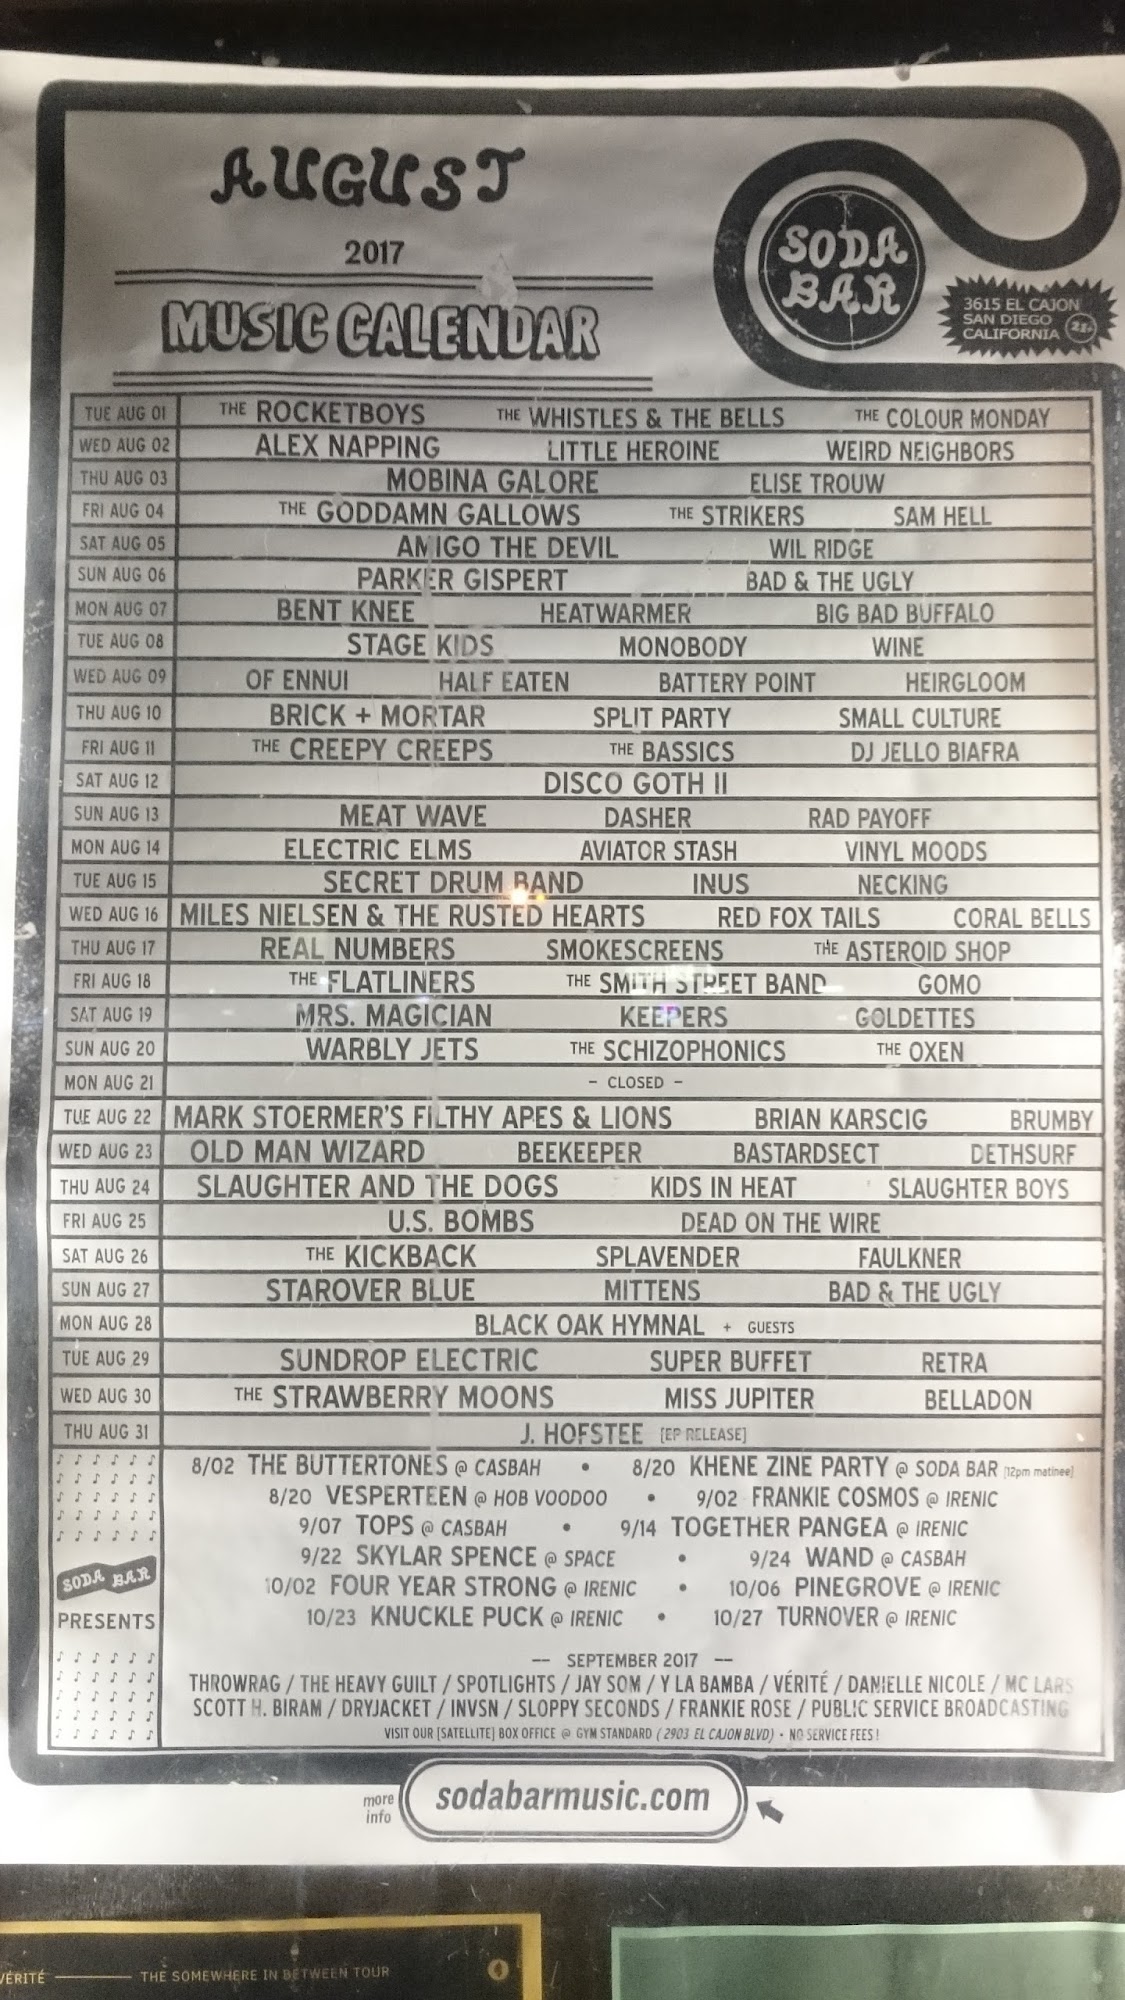 AUGUST
2017
MUSIC CALENDAR
SODA
BAR
3615 EL CAJON
SAN DIEGO
CALIFORNIA
21+
TUE AUG 01 THE ROCKETBOYS THE WHISTLES & THE BELLS THE COLOUR MONDAY
WED AUG 02 ALEX NAPPING LITTLE HEROINE WEIRD NEIGHBORS
THU AUG 03 MOBINA GALORE ELISE TROUW
FRI AUG 04 THE GODDAMN GALLOWS THE STRIKERS SAM HELL
SAT AUG 05 AMIGO THE DEVIL WIL RIDGE
SUN AUG 06 PARKER GISPERT BAD & THE UGLY
MON AUG 07 BENT KNEE HEATWARMER BIG BAD BUFFALO
TUE AUG 08 STAGE KIDS MONOBODY WINE
WED AUG 09 OF ENNUI HALF EATEN BATTERY POINT HEIRGLOOM
THU AUG 10 BRICK + MORTAR SPLIT PARTY SMALL CULTURE
FRI AUG 11 THE CREEPY CREEPS THE BASSICS DJ JELLO BIAFRA
SAT AUG 12 DISCO GOTH II
SUN AUG 13 MEAT WAVE DASHER RAD PAYOFF
MON AUG 14 ELECTRIC ELMS AVIATOR STASH VINYL MOODS
TUE AUG 15 SECRET DRUM BAND INUS NECKING
WED AUG 16 MILES NIELSEN & THE RUSTED HEARTS RED FOX TAILS CORAL BELLS
THU AUG 17 REAL NUMBERS SMOKESCREENS THE ASTEROID SHOP
FRI AUG 18 THE FLATLINERS THE SMITH STREET BAND GOMO
SAT AUG 19 MRS. MAGICIAN KEEPERS GOLDETTES
SUN AUG 20 WARBLY JETS THE SCHIZOPHONICS THE OXEN
MON AUG 21 - CLOSED -
TUE AUG 22 MARK STOERMER'S FILTHY APES & LIONS BRIAN KARSCIG BRUMBY
WED AUG 23 OLD MAN WIZARD BEEKEEPER BASTARDSECT DETHSURF
THU AUG 24 SLAUGHTER AND THE DOGS KIDS IN HEAT SLAUGHTER BOYS
FRI AUG 25 U.S. BOMBS DEAD ON THE WIRE
SAT AUG 26 THE KICKBACK SPLAVENDER FAULKNER
SUN AUG 27 STAROVER BLUE MITTENS BAD & THE UGLY
MON AUG 28 BLACK OAK HYMNAL + GUESTS
TUE AUG 29 SUNDROP ELECTRIC SUPER BUFFET RETRA
WED AUG 30 THE STRAWBERRY MOONS MISS JUPITER BELLADON
THU AUG 31 J. HOFSTEE [EP RELEASE]
8/02 THE BUTTERTONES @ CASBAH • 8/20 KHENE ZINE PARTY @ SODA BAR [12pm matinee]
8/20 VESPERTEEN @ HOB VOODOO • 9/02 FRANKIE COSMOS @ IRENIC
9/07 TOPS @ CASBAH • 9/14 TOGETHER PANGEA @ IRENIC
9/22 SKYLAR SPENCE @ SPACE • 9/24 WAND @ CASBAH
10/02 FOUR YEAR STRONG @ IRENIC • 10/06 PINEGROVE @ IRENIC
10/23 KNUCKLE PUCK @ IRENIC • 10/27 TURNOVER @ IRENIC
SODA BAR
PRESENTS
— SEPTEMBER 2017 —
THROWRAG / THE HEAVY GUILT / SPOTLIGHTS / JAY SOM / Y LA BAMBA / VÉRITÉ / DANIELLE NICOLE / MC LARS
SCOTT H. BIRAM / DRYJACKET / INVSN / SLOPPY SECONDS / FRANKIE ROSE / PUBLIC SERVICE BROADCASTING
VISIT OUR [SATELLITE] BOX OFFICE @ GYM STANDARD (2903 EL CAJON BLVD) • NO SERVICE FEES!
more
info
sodabarmusic.com
VÉRITÉ — THE SOMEWHERE IN BETWEEN TOUR